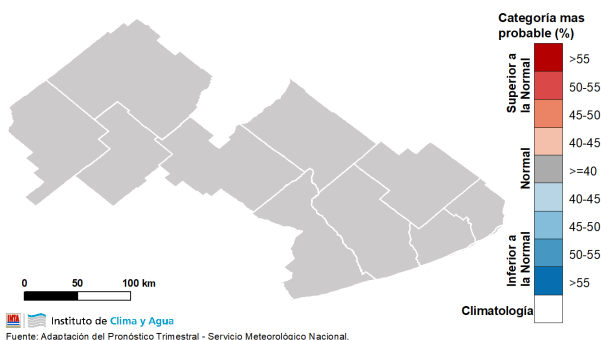 Categoría mas
probable (%)
Superior a
la Normal
Normal
Inferior a
la Normal
>55
50-55
45-50
40-45
>=40
40-45
45-50
50-55
>55
Climatología
0 50 100 km
INTA Instituto de Clima y Agua
Fuente: Adaptación del Pronóstico Trimestral - Servicio Meteorológico Nacional.